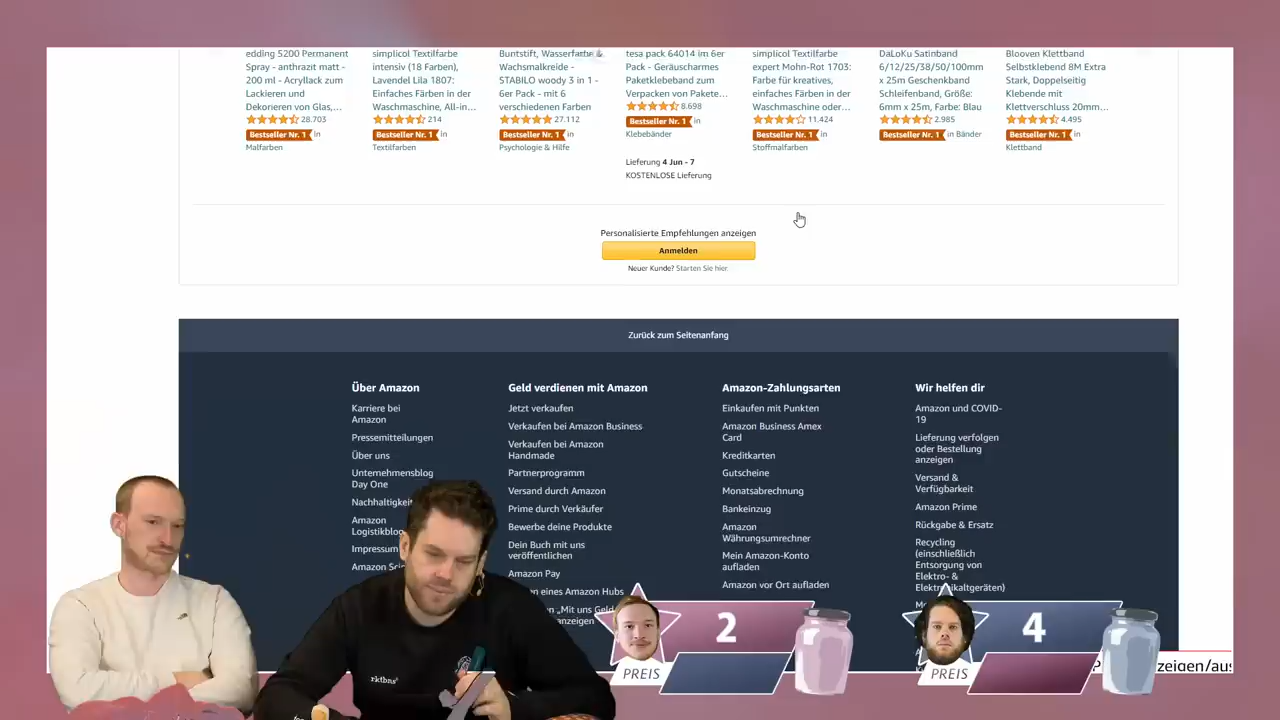 edding 5200 Permanent
Spray - anthrazit matt -
200 ml - Acryllack zum
Lackieren und
Dekorieren von Glas,...
28.703
Bestseller Nr. 1 in
Malfarben
simplicol Textilfarbe
intensiv (18 Farben),
Lavendel Lila 1807:
Einfaches Färben in der
Waschmaschine, All-in...
214
Bestseller Nr. 1 in
Textilfarben
Buntstift, Wasserfarbe &
Wachsmalkreide -
STABILO woody 3 in 1 -
6er Pack - mit 6
verschiedenen Farben
27.112
Bestseller Nr. 1 in
Psychologie & Hilfe
tesa pack 64014 im 6er
Pack - Geräuscharmes
Paketklebeband zum
Verpacken von Pakete...
8.698
Bestseller Nr. 1 in
Klebebänder
Lieferung 4 Jun - 7
KOSTENLOSE Lieferung
simplicol Textilfarbe
expert Mohn-Rot 1703:
Farbe für kreatives,
einfaches Färben in der
Waschmaschine oder...
11.424
Bestseller Nr. 1 in
Stoffmalfarben
DaLoKu Satinband
6/12/25/38/50/100mm
x 25m Geschenkband
Schleifenband, Größe:
6mm x 25m, Farbe: Blau
2.985
Bestseller Nr. 1 in Bänder
Blooven Klettband
Selbstklebend 8M Extra
Stark, Doppelseitig
Klebende mit
Klettverschluss 20mm...
4.495
Bestseller Nr. 1 in
Klettband
Personalisierte Empfehlungen anzeigen
Anmelden
Neuer Kunde? Starten Sie hier.
Zurück zum Seitenanfang
Über Amazon
Karriere bei
Amazon
Pressemitteilungen
Über uns
Unternehmensblog
Day One
Nachhaltigkeit
Amazon
Logistikblog
Impressum
Amazon
Geld verdienen mit Amazon
Jetzt verkaufen
Verkaufen bei Amazon Business
Verkaufen bei Amazon
Handmade
Partnerprogramm
Versand durch Amazon
Prime durch Verkäufer
Bewerbe deine Produkte
Dein Buch mit uns
veröffentlichen
Amazon Pay
eines Amazon Hubs
„Mit uns Geld
anzeigen
Amazon-Zahlungsarten
Einkaufen mit Punkten
Amazon Business Amex
Card
Kreditkarten
Gutscheine
Monatsabrechnung
Bankeinzug
Amazon
Währungsumrechner
Mein Amazon-Konto
aufladen
Amazon vor Ort aufladen
Wir helfen dir
Amazon und COVID-
19
Lieferung verfolgen
oder Bestellung
anzeigen
Versand &
Verfügbarkeit
Amazon Prime
Rückgabe & Ersatz
Recycling
(einschließlich
Entsorgung von
Elektro- &
Elektronikaltgeräten)
rktbns
2
PREIS
4
PREIS
zeigen/aus